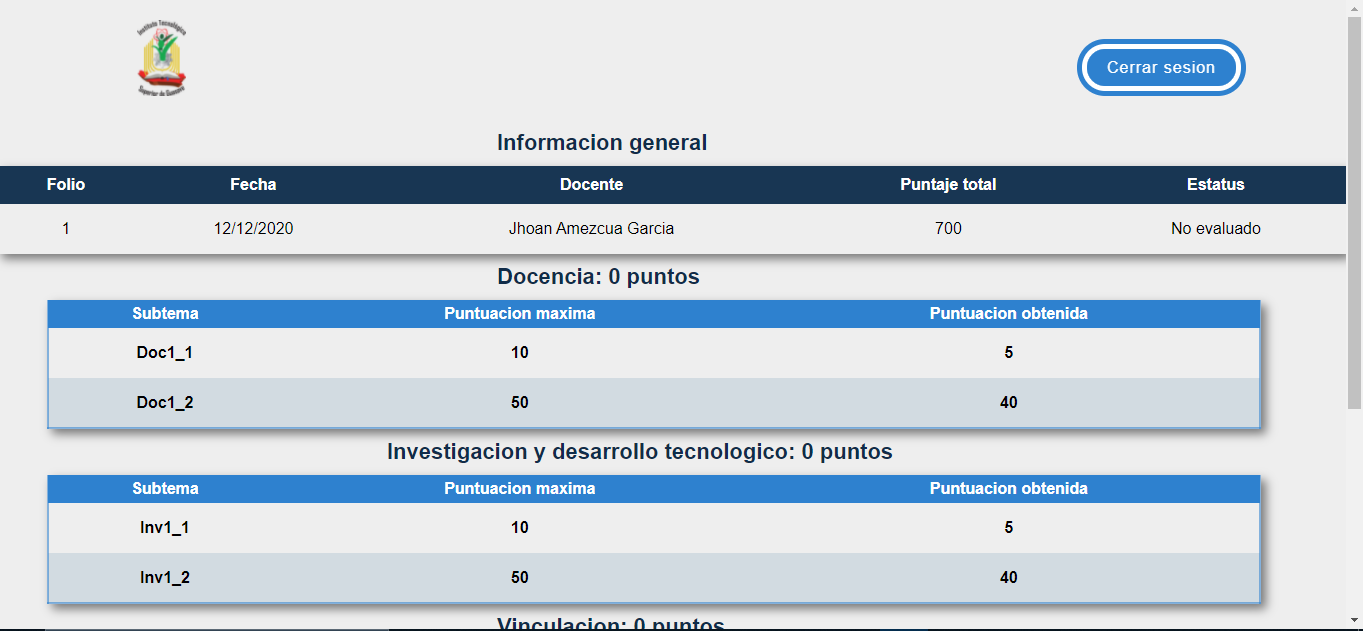 Instituto Tecnológico
Superior de
Cerrar sesion
Informacion general
Folio Fecha Docente Puntaje total Estatus
1 12/12/2020 Jhoan Amezcua Garcia 700 No evaluado
Docencia: 0 puntos
Subtema Puntuacion maxima Puntuacion obtenida
Doc1_1 10 5
Doc1_2 50 40
Investigacion y desarrollo tecnologico: 0 puntos
Subtema Puntuacion maxima Puntuacion obtenida
Inv1_1 10 5
Inv1_2 50 40
Vinculacion: 0 puntos